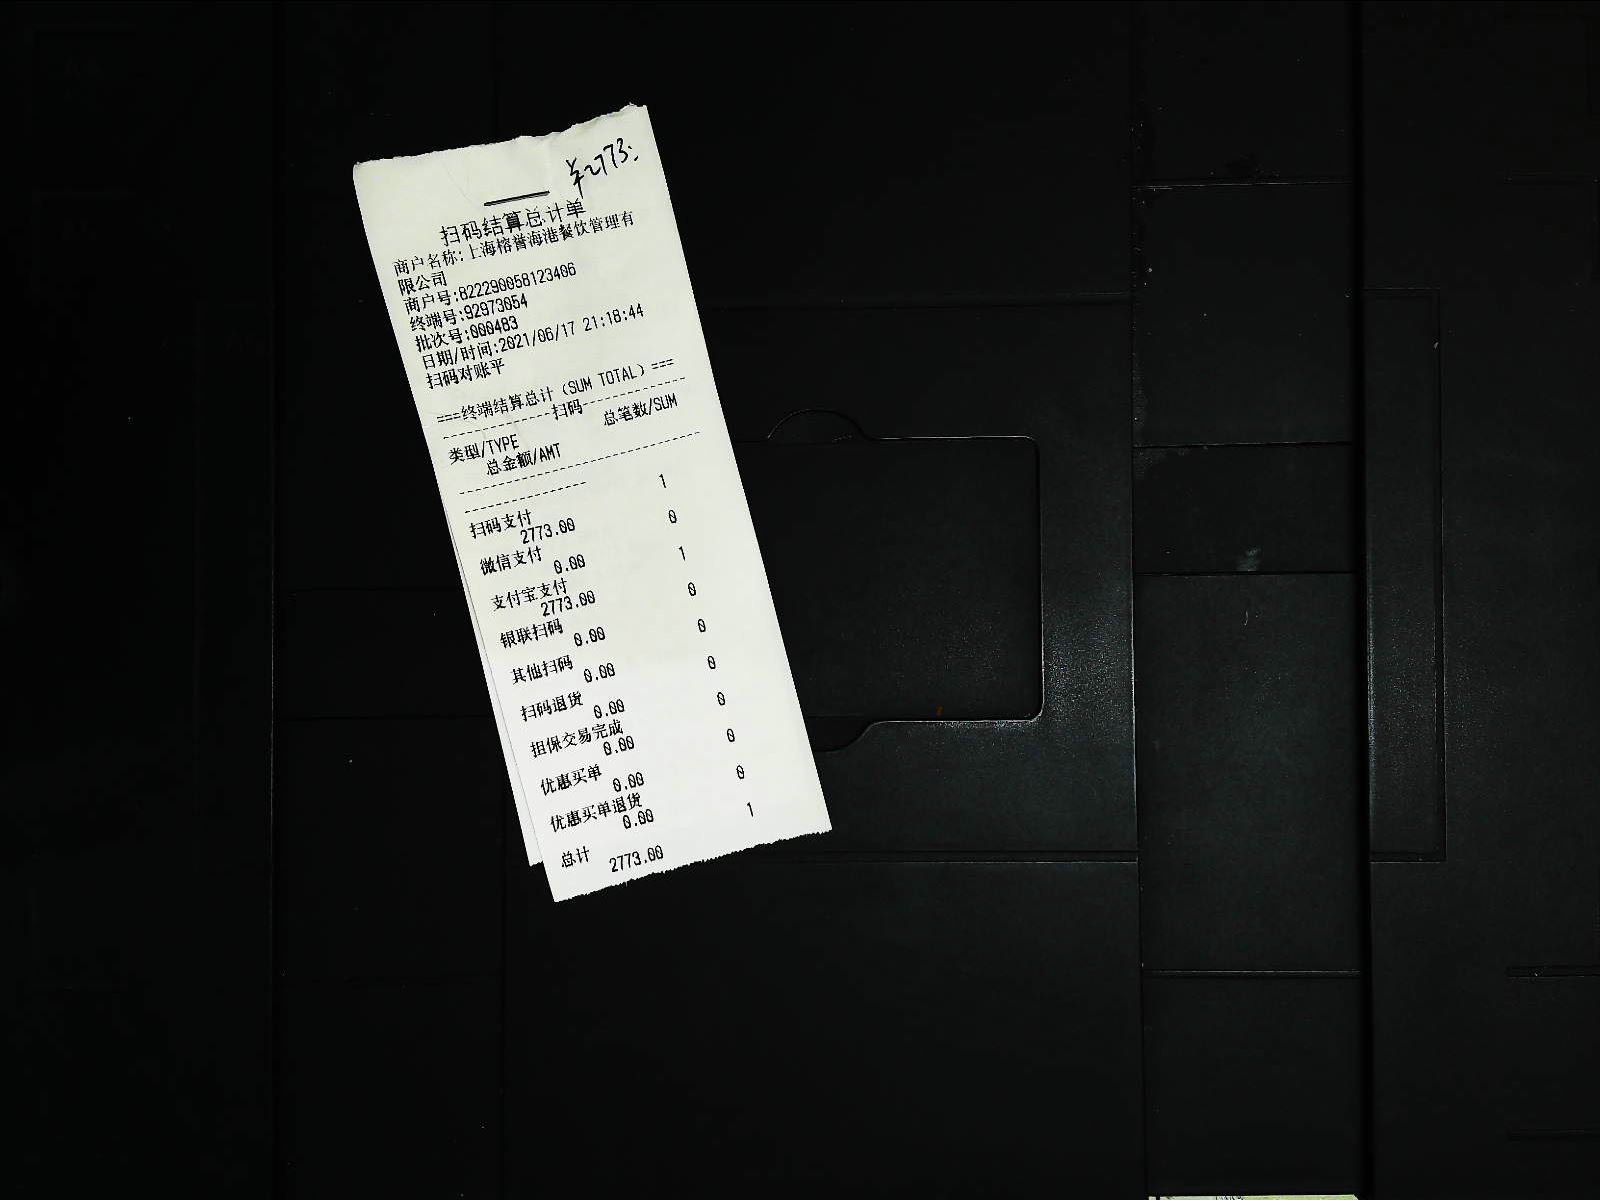 ¥2773.
扫码结算总计单
商户名称:上海榕誉海港餐饮管理有
限公司
商户号:822290058123406
终端号:92973054
批次号:000483
日期/时间:2021/06/17 21:18:44
扫码对账平
===终端结算总计(SUM TOTAL)===
----------------扫码----------------
类型/TYPE 总笔数/SUM
总金额/AMT
扫码支付 1
2773.00
微信支付 0
0.00
支付宝支付 1
2773.00
银联扫码 0
0.00
其他扫码 0
0.00
扫码退货 0
0.00
担保交易完成 0
0.00
优惠买单 0
0.00
优惠买单退货 0
0.00
总计 1
2773.00